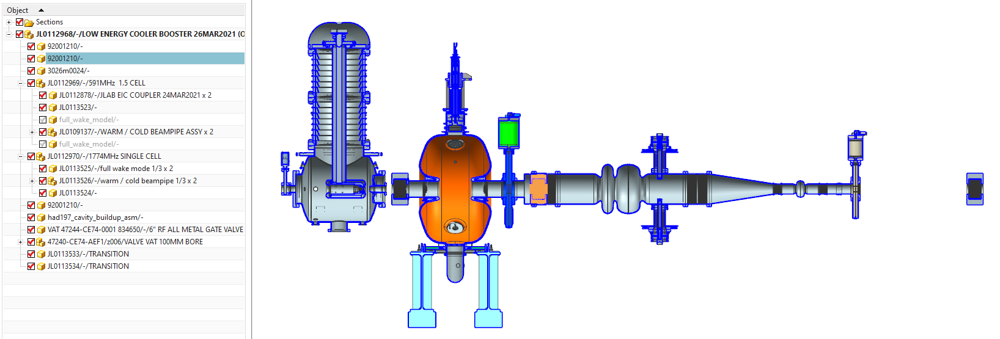 Object
Sections
JL0112968/-/LOW ENERGY COOLER BOOSTER 26MAR2021 (O
92001210/-
92001210/-
3026m0024/-
JL0112969/-/591MHz  1.5 CELL
JL0112878/-/JLAB EIC COUPLER 24MAR2021 x 2
JL0113523/-
full_wake_model/-
JL0109137/-/WARM / COLD BEAMPIPE ASSY x 2
full_wake_model/-
JL0112970/-/1774MHz SINGLE CELL
JL0113525/-/full wake mode 1/3 x 2
JL0113526/-/warm / cold beampipe 1/3 x 2
JL0113524/-
92001210/-
had197_cavity_buildup_asm/-
VAT 47244-CE74-0001 834650/-/6" RF ALL METAL GATE VALVE
47240-CE74-AEF1/z006/VALVE VAT 100MM BORE
JL0113533/-/TRANSITION
JL0113534/-/TRANSITION